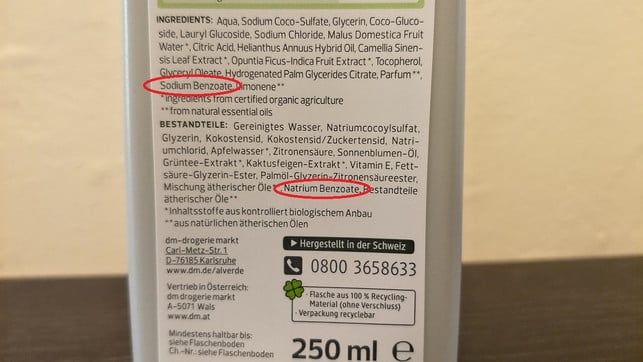 INGREDIENTS: Aqua, Sodium Coco-Sulfate, Glycerin, Coco-Gluco-
side, Lauryl Glucoside, Sodium Chloride, Malus Domestica Fruit
Water*, Citric Acid, Helianthus Annuus Hybrid Oil, Camellia Sinen-
sis Leaf Extract*, Opuntia Ficus-Indica Fruit Extract*, Tocopherol,
Glyceryl Oleate, Hydrogenated Palm Glycerides Citrate, Parfum**,
Sodium Benzoate, Limonene**
*ingredients from certified organic agriculture
**from natural essential oils
BESTANDTEILE: Gereinigtes Wasser, Natriumcocoylsulfat,
Glyzerin, Kokostensid, Kokostensid/Zuckertensid, Natri-
umchlorid, Apfelwasser*, Zitronensäure, Sonnenblumen-Öl,
Grüntee-Extrakt*, Kaktusfeigen-Extrakt*, Vitamin E, Fett-
säure-Glyzerin-Ester, Palmöl-Glyzerin-Zitronensäureester,
Mischung ätherischer Öle*, Natrium Benzoate, Bestandteile
ätherischer Öle**
*Inhaltsstoffe aus kontrolliert biologischem Anbau
**aus natürlichen ätherischen Ölen
dm-drogerie markt
Carl-Metz-Str.1
D-76185 Karlsruhe
www.dm.de/alverde
Hergestellt in der Schweiz
0800 3658633
Vertrieb in Österreich:
dm drogerie markt
A-5071 Wals
www.dm.at
· Flasche aus 100 % Recycling-
Material (ohne Verschluss)
· Verpackung recyclebar
Mindestens haltbar bis:
siehe Flaschenboden
Ch.-Nr.: siehe Flaschenboden
250 ml e